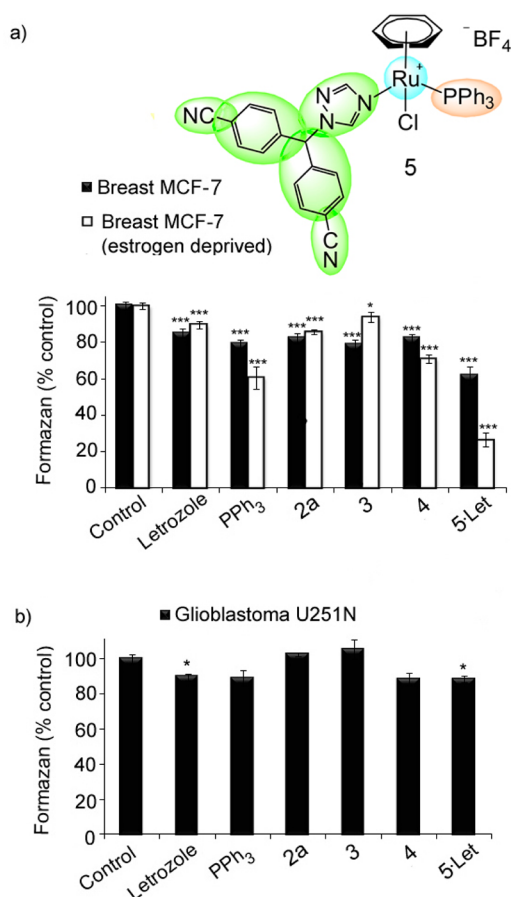 a)
⁻BF₄
Ru⁺
PPh₃
Cl
N
N
N
NC
5
C
N
Breast MCF-7
Breast MCF-7
(estrogen deprived)
Formazan (% control)
100
80
60
40
20
0
*** *** *** *** *** *** *** * *** *** *** ***
Control Letrozole PPh₃ 2a 3 4 5·Let
b)
Glioblastoma U251N
Formazan (% control)
100
80
60
40
20
0
* *
Control Letrozole PPh₃ 2a 3 4 5·Let